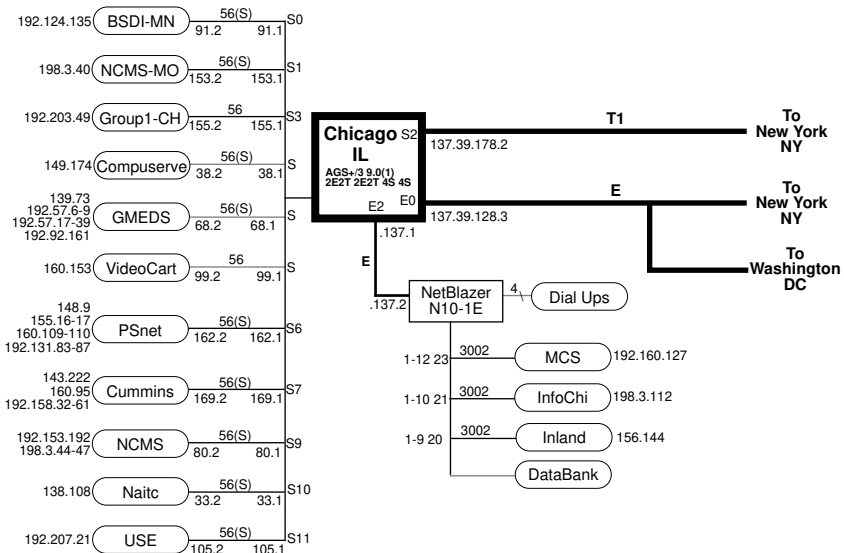 192.124.135 BSDI-MN 56(S) 91.2 91.1 S0
198.3.40 NCMS-MO 56(S) 153.2 153.1 S1
192.203.49 Group1-CH 56 155.2 155.1 S3
149.174 Compuserve 56(S) 38.2 38.1 S
139.73
192.57.6-9
192.57.17-39
192.92.161
GMEDS 56(S) 68.2 68.1 S
160.153 VideoCart 56 99.2 99.1 S
148.9
155.16-17
160.109-110
192.131.83-87
PSnet 56(S) 162.2 162.1 S6
143.222
160.95
192.158.32-61
Cummins 56(S) 169.2 169.1 S7
192.153.192
198.3.44-47
NCMS 56(S) 80.2 80.1 S9
138.108 Naitc 56(S) 33.2 33.1 S10
192.207.21 USE 56(S) 105.2 105.1 S11
Chicago S2
IL
AGS+/3 9.0(1)
2E2T 2E2T 4S 4S
E2 E0
T1
137.39.178.2
To
New York
NY
E
137.39.128.3
To
New York
NY
To
Washington
DC
.137.1
E
.137.2
NetBlazer
N10-1E
4
Dial Ups
1-12 23 3002 MCS 192.160.127
1-10 21 3002 InfoChi 198.3.112
1-9 20 3002 Inland 156.144
DataBank